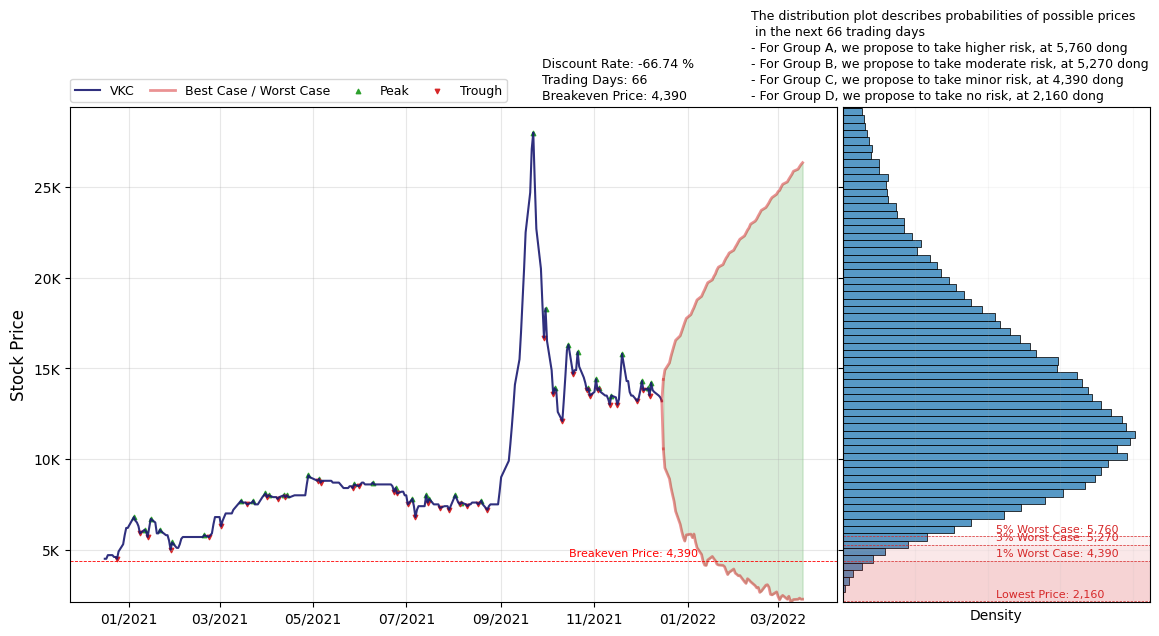 The distribution plot describes probabilities of possible prices
in the next 66 trading days
- For Group A, we propose to take higher risk, at 5,760 dong
- For Group B, we propose to take moderate risk, at 5,270 dong
- For Group C, we propose to take minor risk, at 4,390 dong
- For Group D, we propose to take no risk, at 2,160 dong
Discount Rate: -66.74 %
Trading Days: 66
Breakeven Price: 4,390
VKC
Best Case / Worst Case
Peak
Trough
Stock Price
25K
20K
15K
10K
5K
Breakeven Price: 4,390
01/2021
03/2021
05/2021
07/2021
09/2021
11/2021
01/2022
03/2022
5% Worst Case: 5,760
3% Worst Case: 5,270
1% Worst Case: 4,390
Lowest Price: 2,160
Density